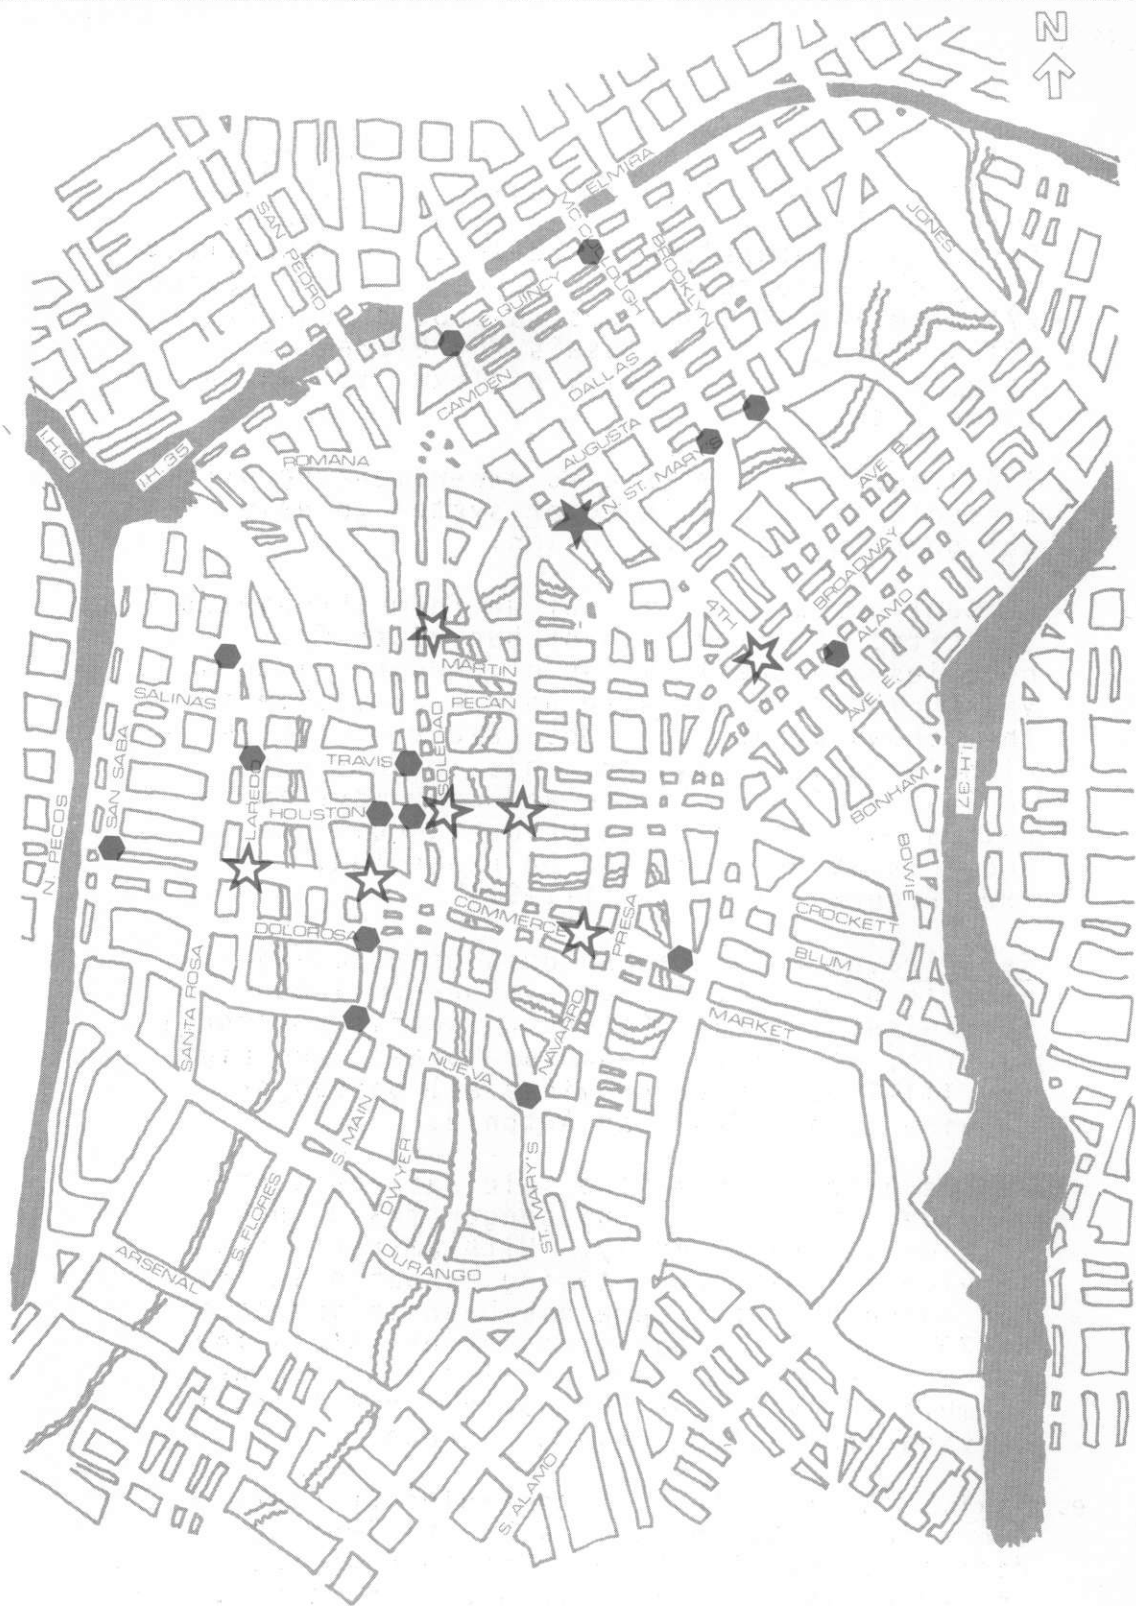 N
ELMIRA
MC CULLOUGH
BROOKLYN
JONES
SAN PEDRO
E. QUINCY
CAMDEN
DALLAS
AUGUSTA
N. ST. MARY'S
AVE B
I.H.10
I.H.35
ROMANA
BROADWAY
4TH
ALAMO
AVE. E.
MARTIN
PECAN
SALINAS
SAN SABA
SOLEDAD
TRAVIS
LAREDO
HOUSTON
N. PECOS
I.H.37
BONHAM
BOWIE
COMMERCE
PRESA
CROCKETT
BLUM
DOLOROSA
SANTA ROSA
MARKET
NAVARRO
NUEVA
S. MAIN
DWYER
ST. MARY'S
S. FLORES
ARSENAL
DURANGO
S. ALAMO